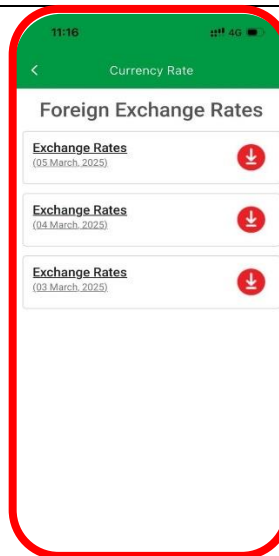 11:16
4G
Currency Rate
Foreign Exchange Rates
Exchange Rates
(05 March, 2025)
Exchange Rates
(04 March, 2025)
Exchange Rates
(03 March, 2025)